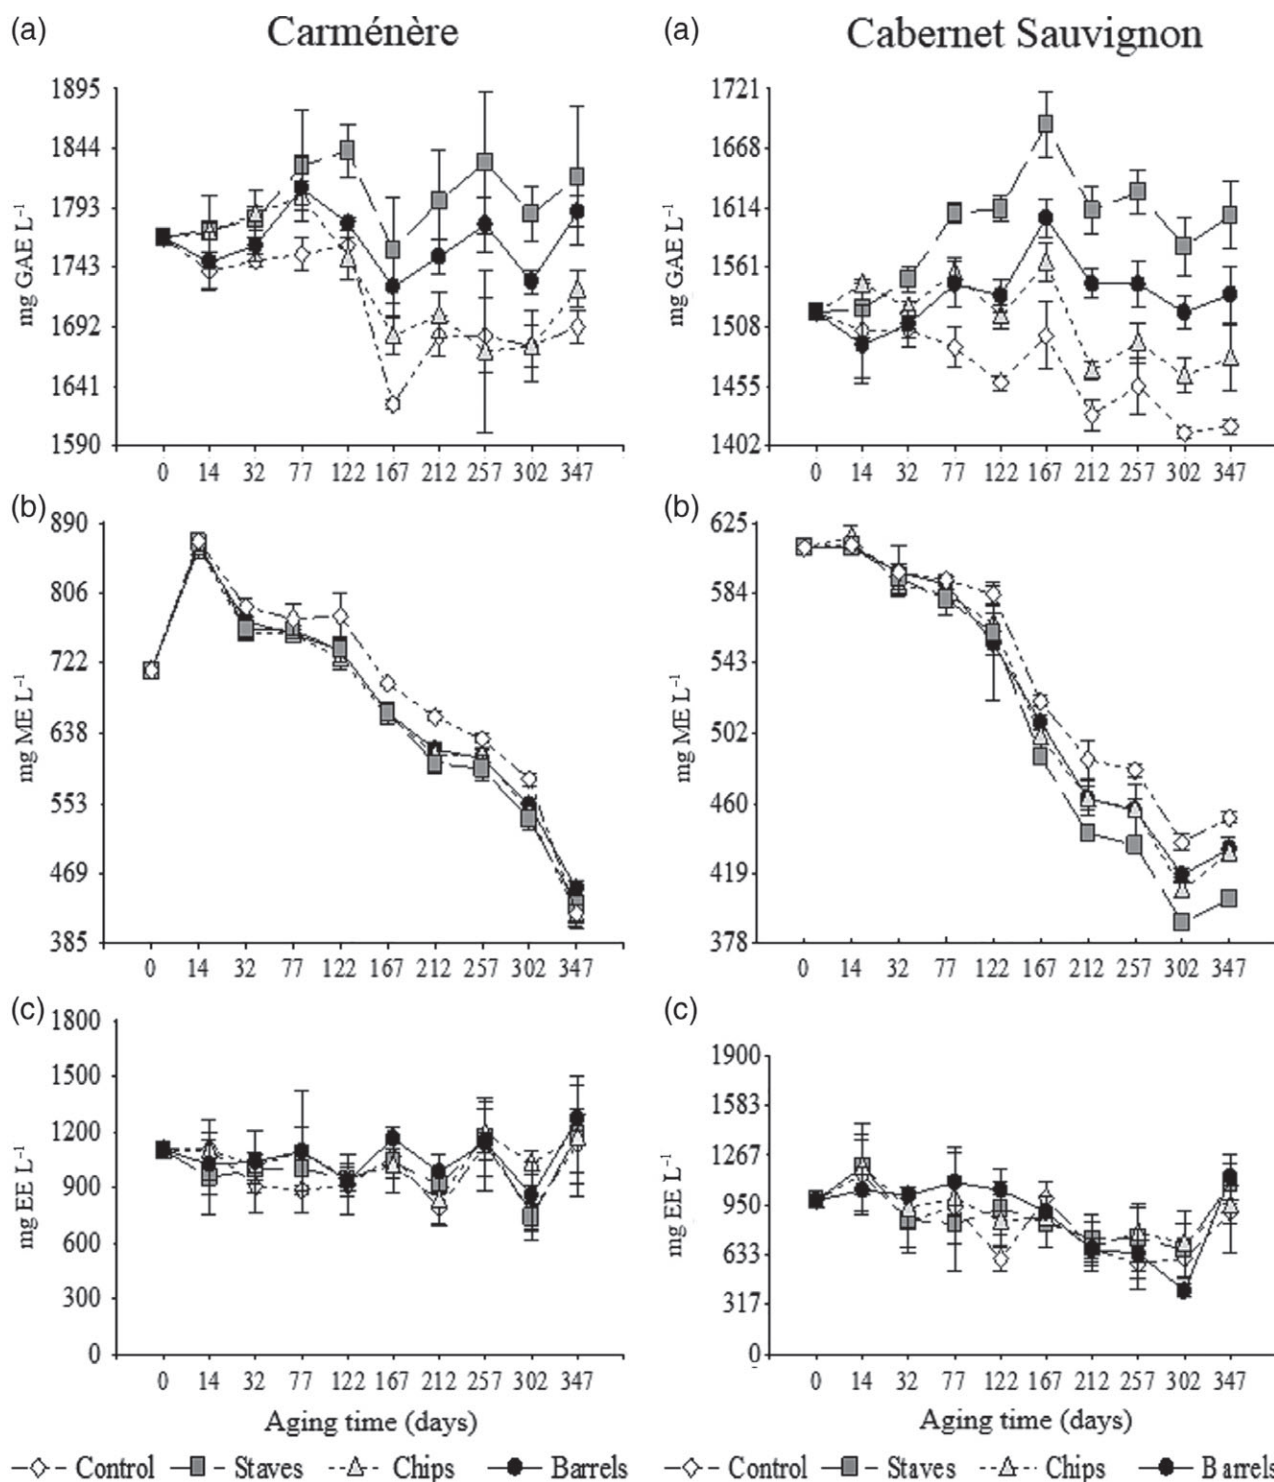 (a) Carménère
1895
1844
1793
1743
1692
1641
1590
mg GAE L⁻¹
0 14 32 77 122 167 212 257 302 347
(a) Cabernet Sauvignon
1721
1668
1614
1561
1508
1455
1402
mg GAE L⁻¹
0 14 32 77 122 167 212 257 302 347
(b)
890
806
722
638
553
469
385
mg ME L⁻¹
0 14 32 77 122 167 212 257 302 347
(b)
625
584
543
502
460
419
378
mg ME L⁻¹
0 14 32 77 122 167 212 257 302 347
(c)
1800
1500
1200
900
600
300
0
mg EE L⁻¹
0 14 32 77 122 167 212 257 302 347
Aging time (days)
(c)
1900
1583
1267
950
633
317
0
mg EE L⁻¹
0 14 32 77 122 167 212 257 302 347
Aging time (days)
Control Staves Chips Barrels
Control Staves Chips Barrels